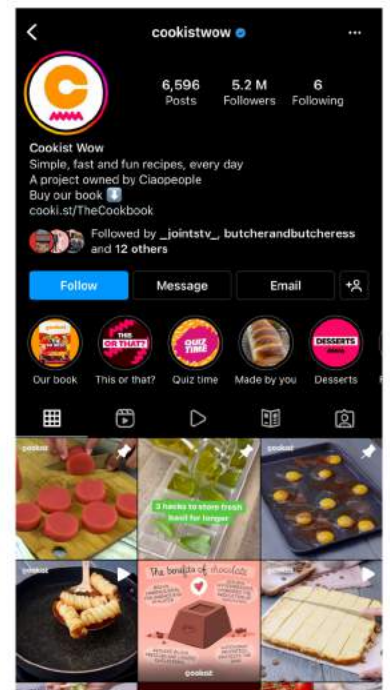 cookistwow
6,596 5.2 M 6
Posts Followers Following
Cookist Wow
Simple, fast and fun recipes, every day
A project owned by Ciaopeople
Buy our book
cooki.st/TheCookbook
Followed by _jointstv_, butcherandbutcheress
and 12 others
Follow Message Email
THIS
OR THAT?
QUIZ
TIME
DESSERTS
Our book This or that? Quiz time Made by you Desserts
cookist
cookist
3 hacks to store fresh
basil for longer
cookist
The benefits of chocolate
cookist